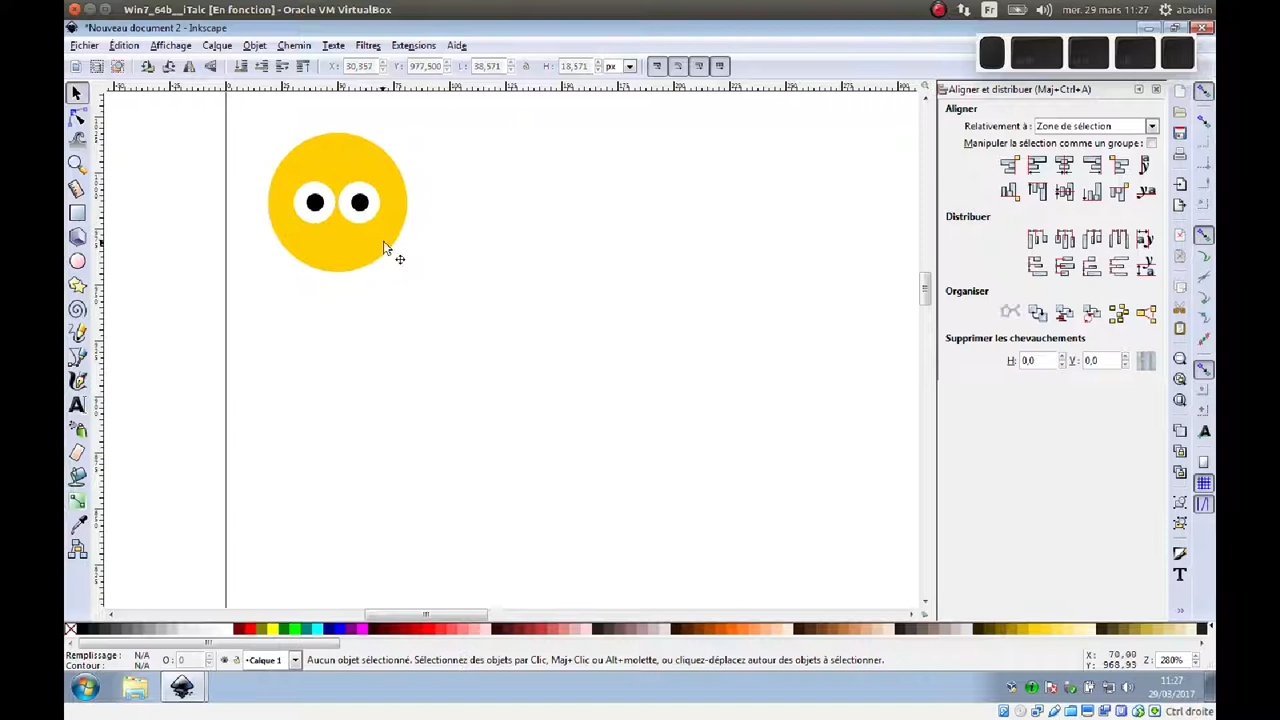 Win7_64b__iTalc [En fonction] - Oracle VM VirtualBox
Fr
mer. 29 mars 11:27
ataubin
*Nouveau document 2 - Inkscape
Fichier Édition Affichage Calque Objet Chemin Texte Filtres Extensions Aide
X: 30,357 Y: 977,500 L: 38,571 H: 18,571 px
Aligner et distribuer (Maj+Ctrl+A)
Aligner
Relativement à : Zone de sélection
Manipuler la sélection comme un groupe :
Distribuer
Organiser
Supprimer les chevauchements
H: 0,0 V: 0,0
Remplissage : N/A
Contour : N/A
O: 0
Calque 1
Aucun objet sélectionné. Sélectionnez des objets par Clic, Maj+Clic ou Alt+molette, ou cliquez-déplacez autour des objets à sélectionner.
X: 70,00
Y: 968,93
Z: 280%
11:27
29/03/2017
Ctrl droite